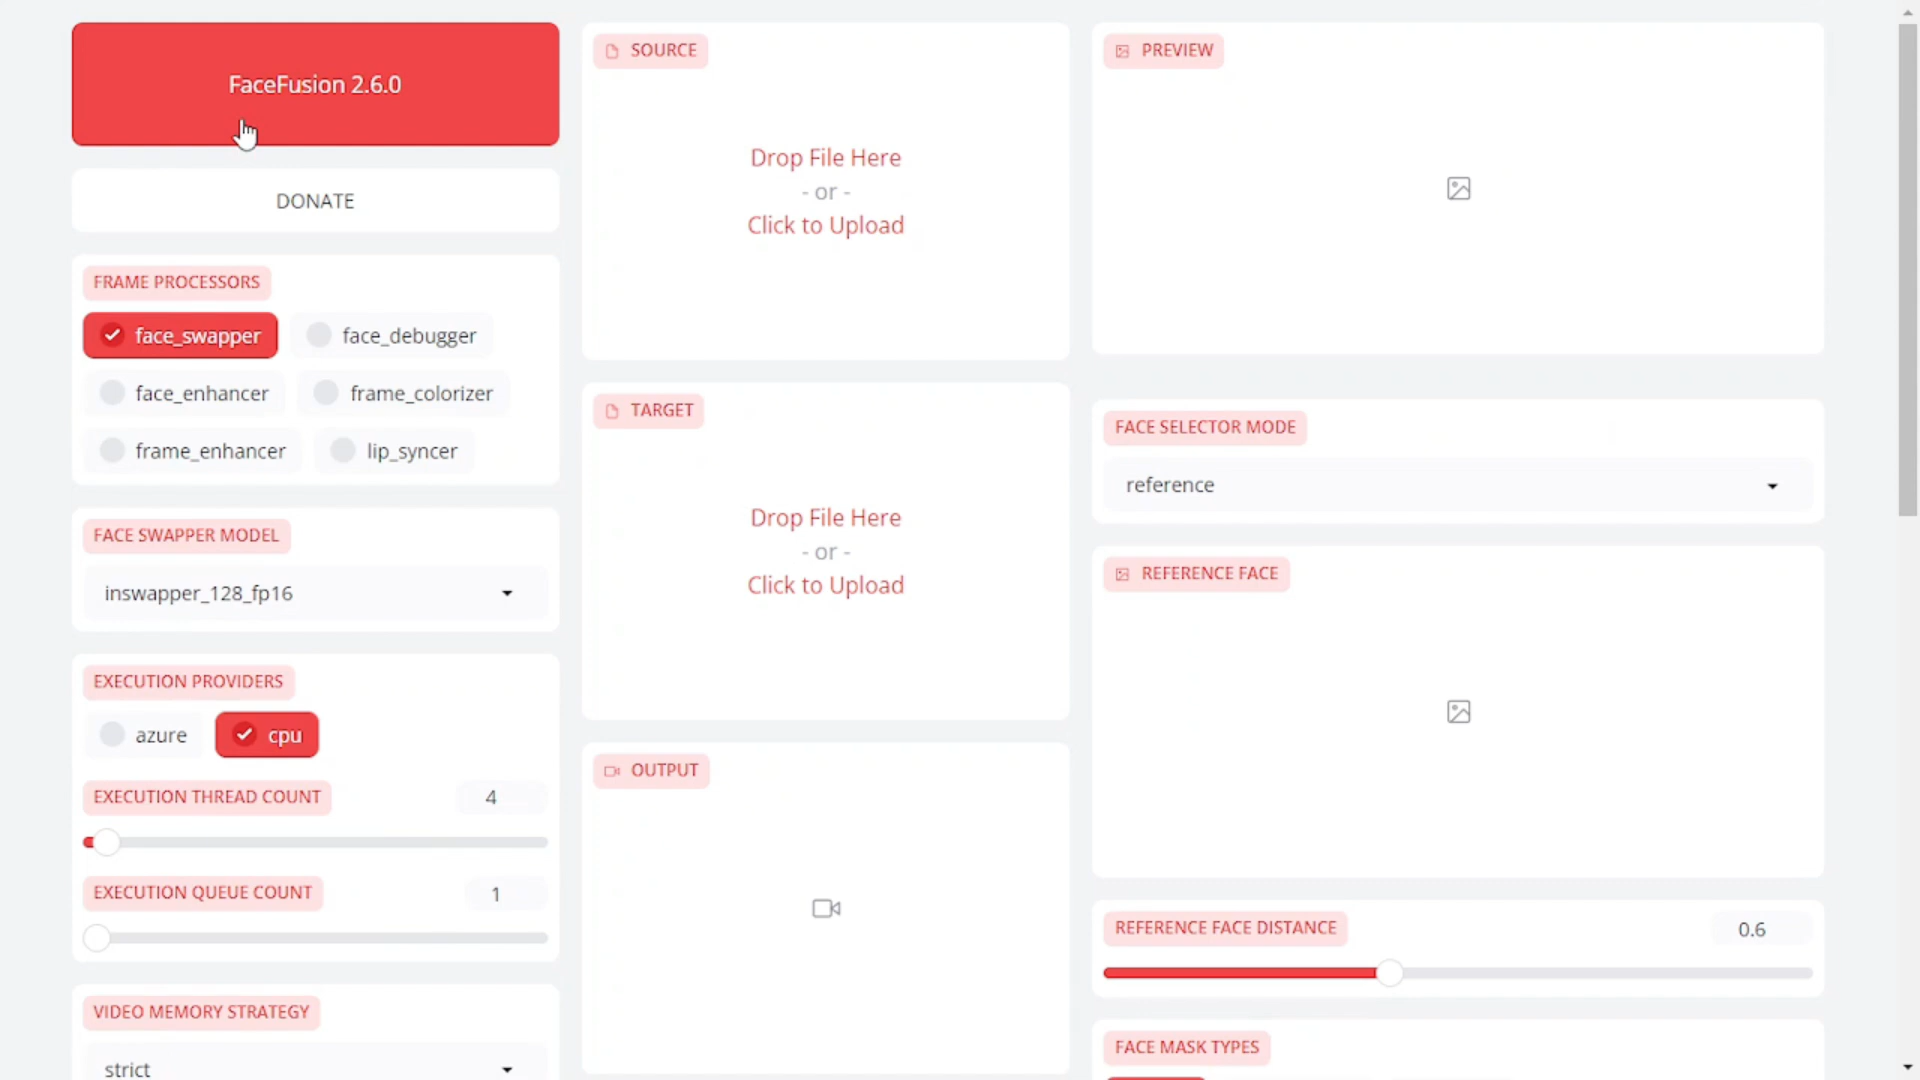 FaceFusion 2.6.0
DONATE
FRAME PROCESSORS
face_swapper
face_debugger
face_enhancer
frame_colorizer
frame_enhancer
lip_syncer
FACE SWAPPER MODEL
inswapper_128_fp16
EXECUTION PROVIDERS
azure
cpu
EXECUTION THREAD COUNT
4
EXECUTION QUEUE COUNT
1
VIDEO MEMORY STRATEGY
strict
SOURCE
Drop File Here
- or -
Click to Upload
TARGET
Drop File Here
- or -
Click to Upload
OUTPUT
PREVIEW
FACE SELECTOR MODE
reference
REFERENCE FACE
REFERENCE FACE DISTANCE
0.6
FACE MASK TYPES